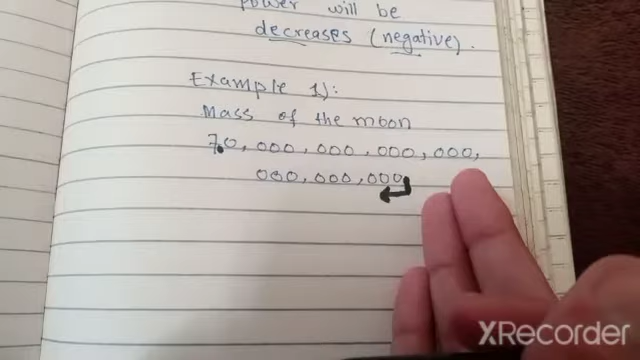 power will be
decreases (negative).
Example 1):
Mass of the moon
7.0,000,000,000,000,
000,000,000
XRecorder